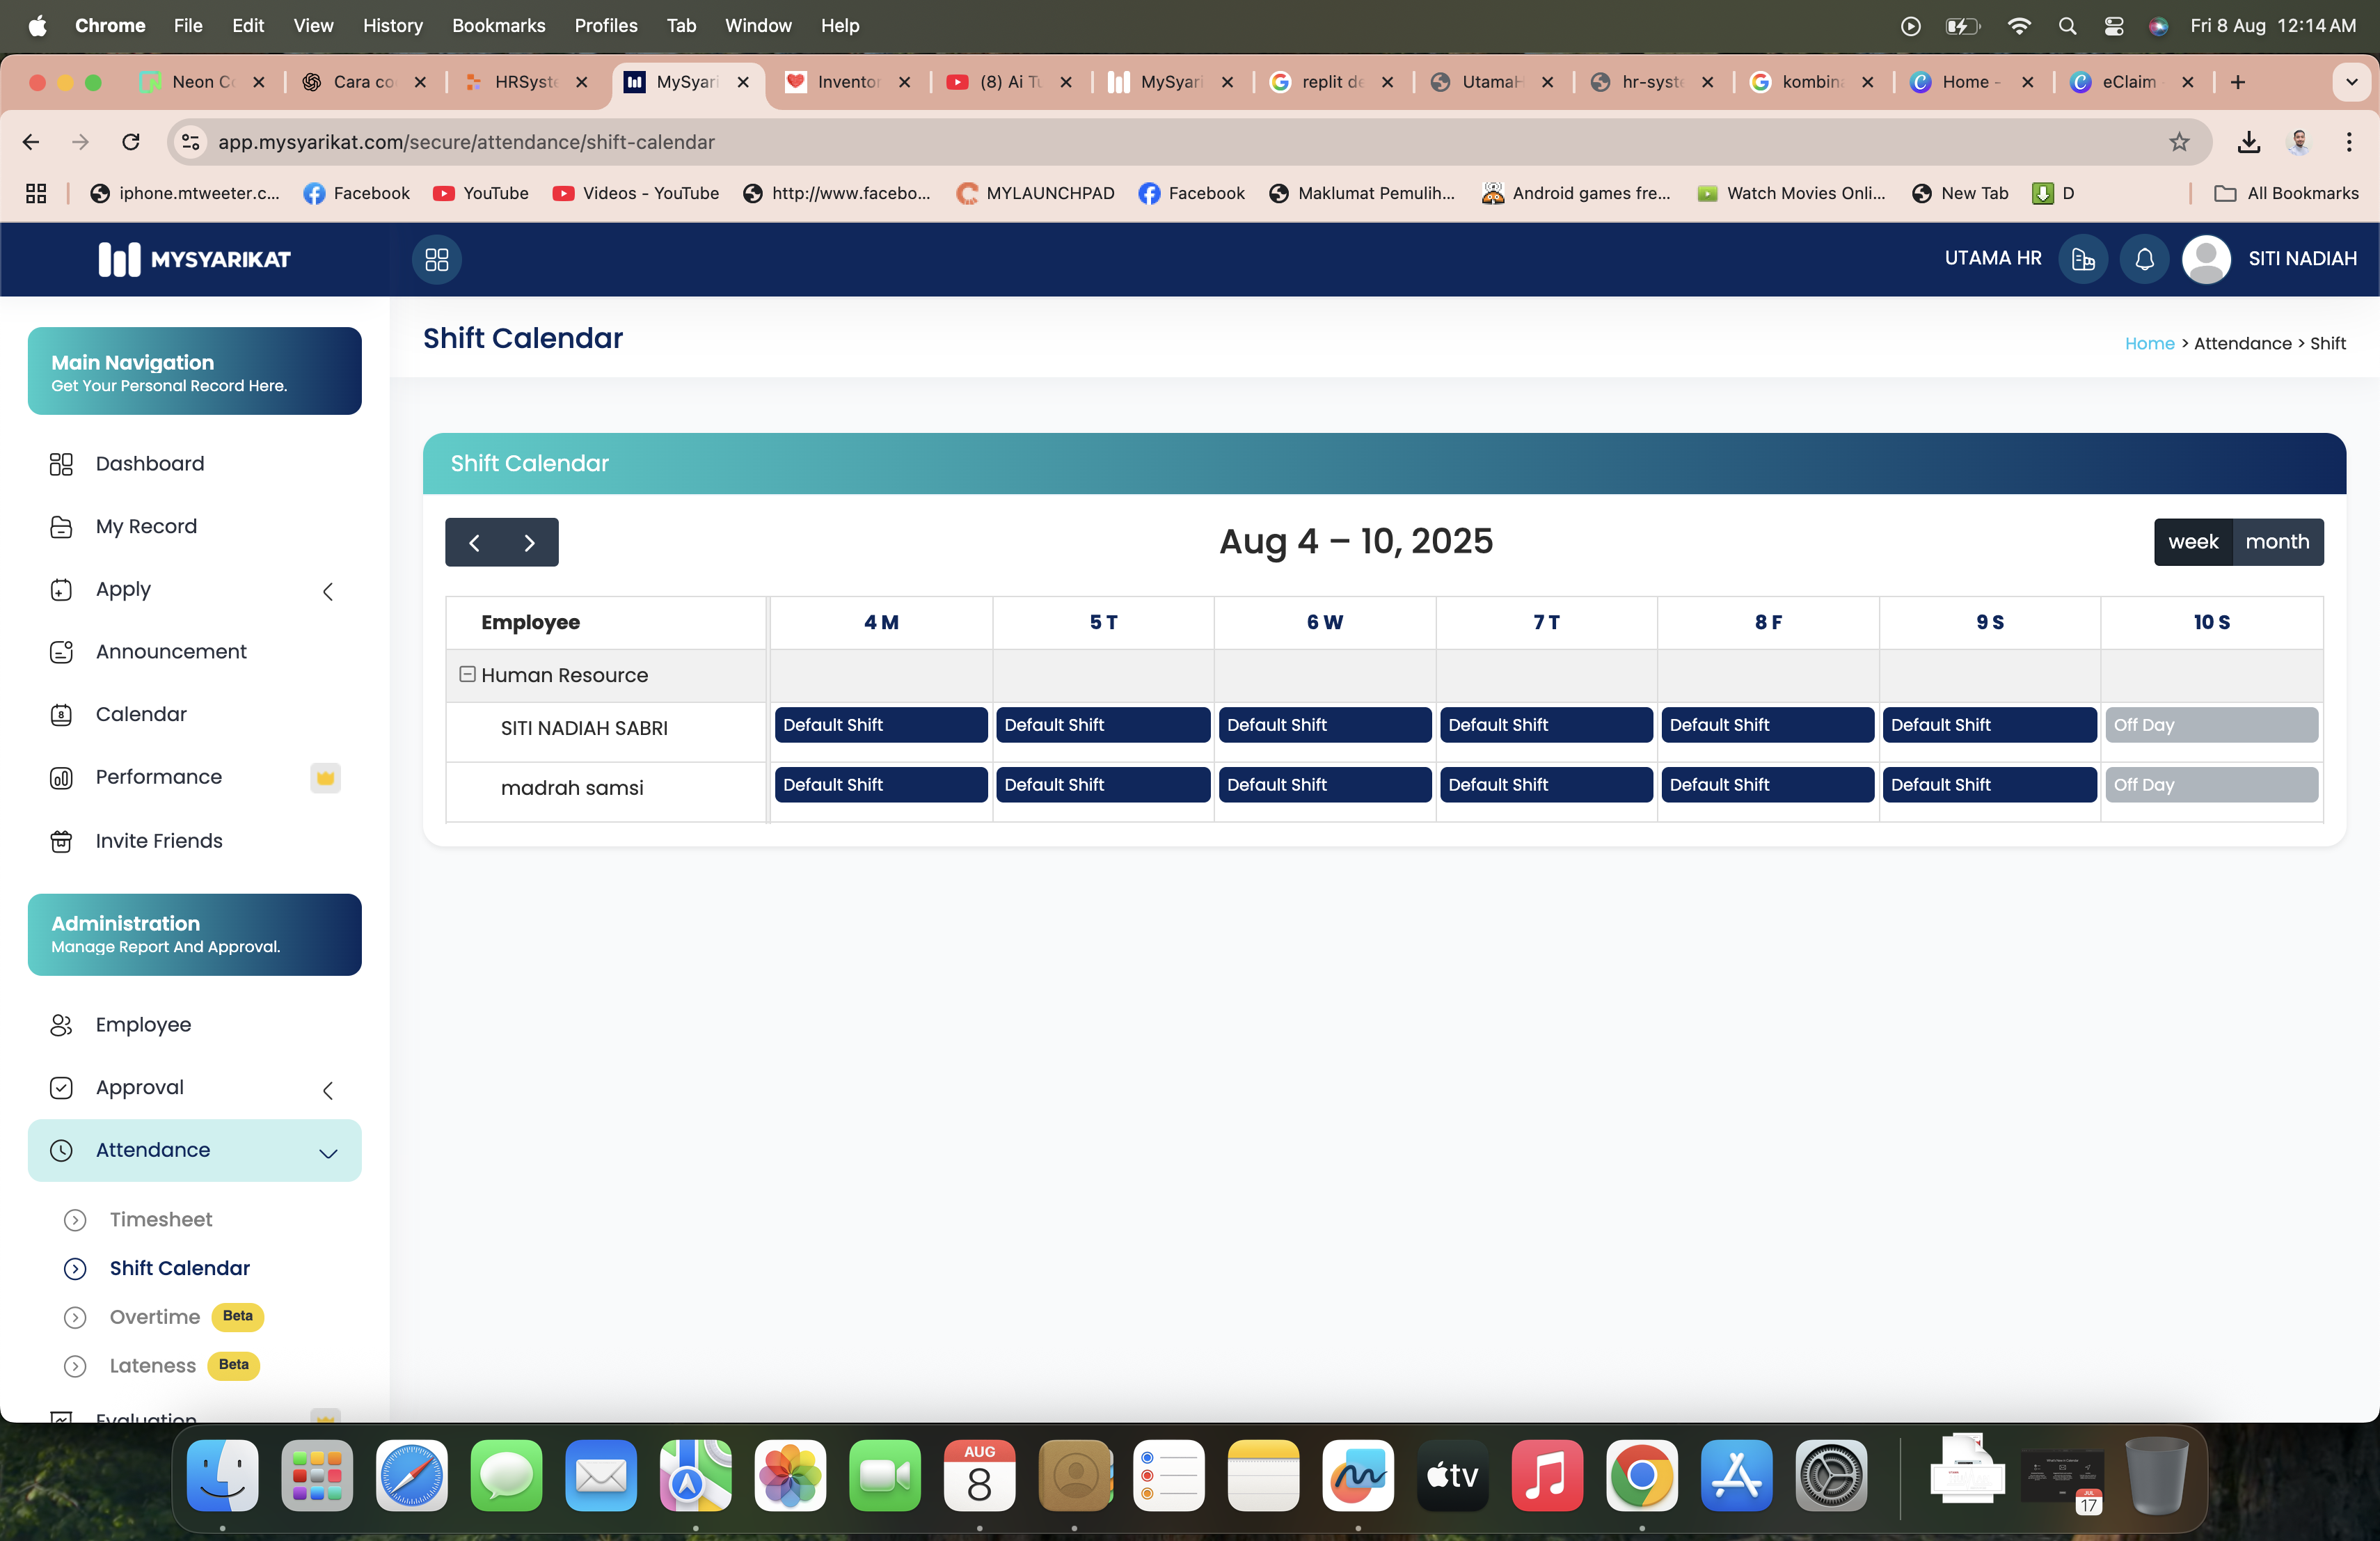 Chrome File Edit View History Bookmarks Profiles Tab Window Help Fri 8 Aug 12:14 AM
Neon Cara co HRSyste MySyari Inventor (8) Ai MySyari replit de UtamaH hr-syste kombin Home - eClaim
app.mysyarikat.com/secure/attendance/shift-calendar
iphone.mtweeter.c... Facebook YouTube Videos - YouTube http://www.facebo... MYLAUNCHPAD Facebook Maklumat Pemulih... Android games fre... Watch Movies Onli... New Tab D All Bookmarks
MYSYARIKAT UTAMA HR SITI NADIAH
Shift Calendar
Home > Attendance > Shift
Main Navigation
Get Your Personal Record Here.
Dashboard
My Record
Apply
Announcement
Calendar
8
Performance
Invite Friends
Administration
Manage Report And Approval.
Employee
Approval
Attendance
Timesheet
Shift Calendar
Overtime Beta
Lateness Beta
Evaluation
Shift Calendar
Aug 4 – 10, 2025
week month
Employee 4 M 5 T 6 W 7 T 8 F 9 S 10 S
Human Resource
SITI NADIAH SABRI Default Shift Default Shift Default Shift Default Shift Default Shift Default Shift Off Day
madrah samsi Default Shift Default Shift Default Shift Default Shift Default Shift Default Shift Off Day
AUG
8
tv
JUL
17